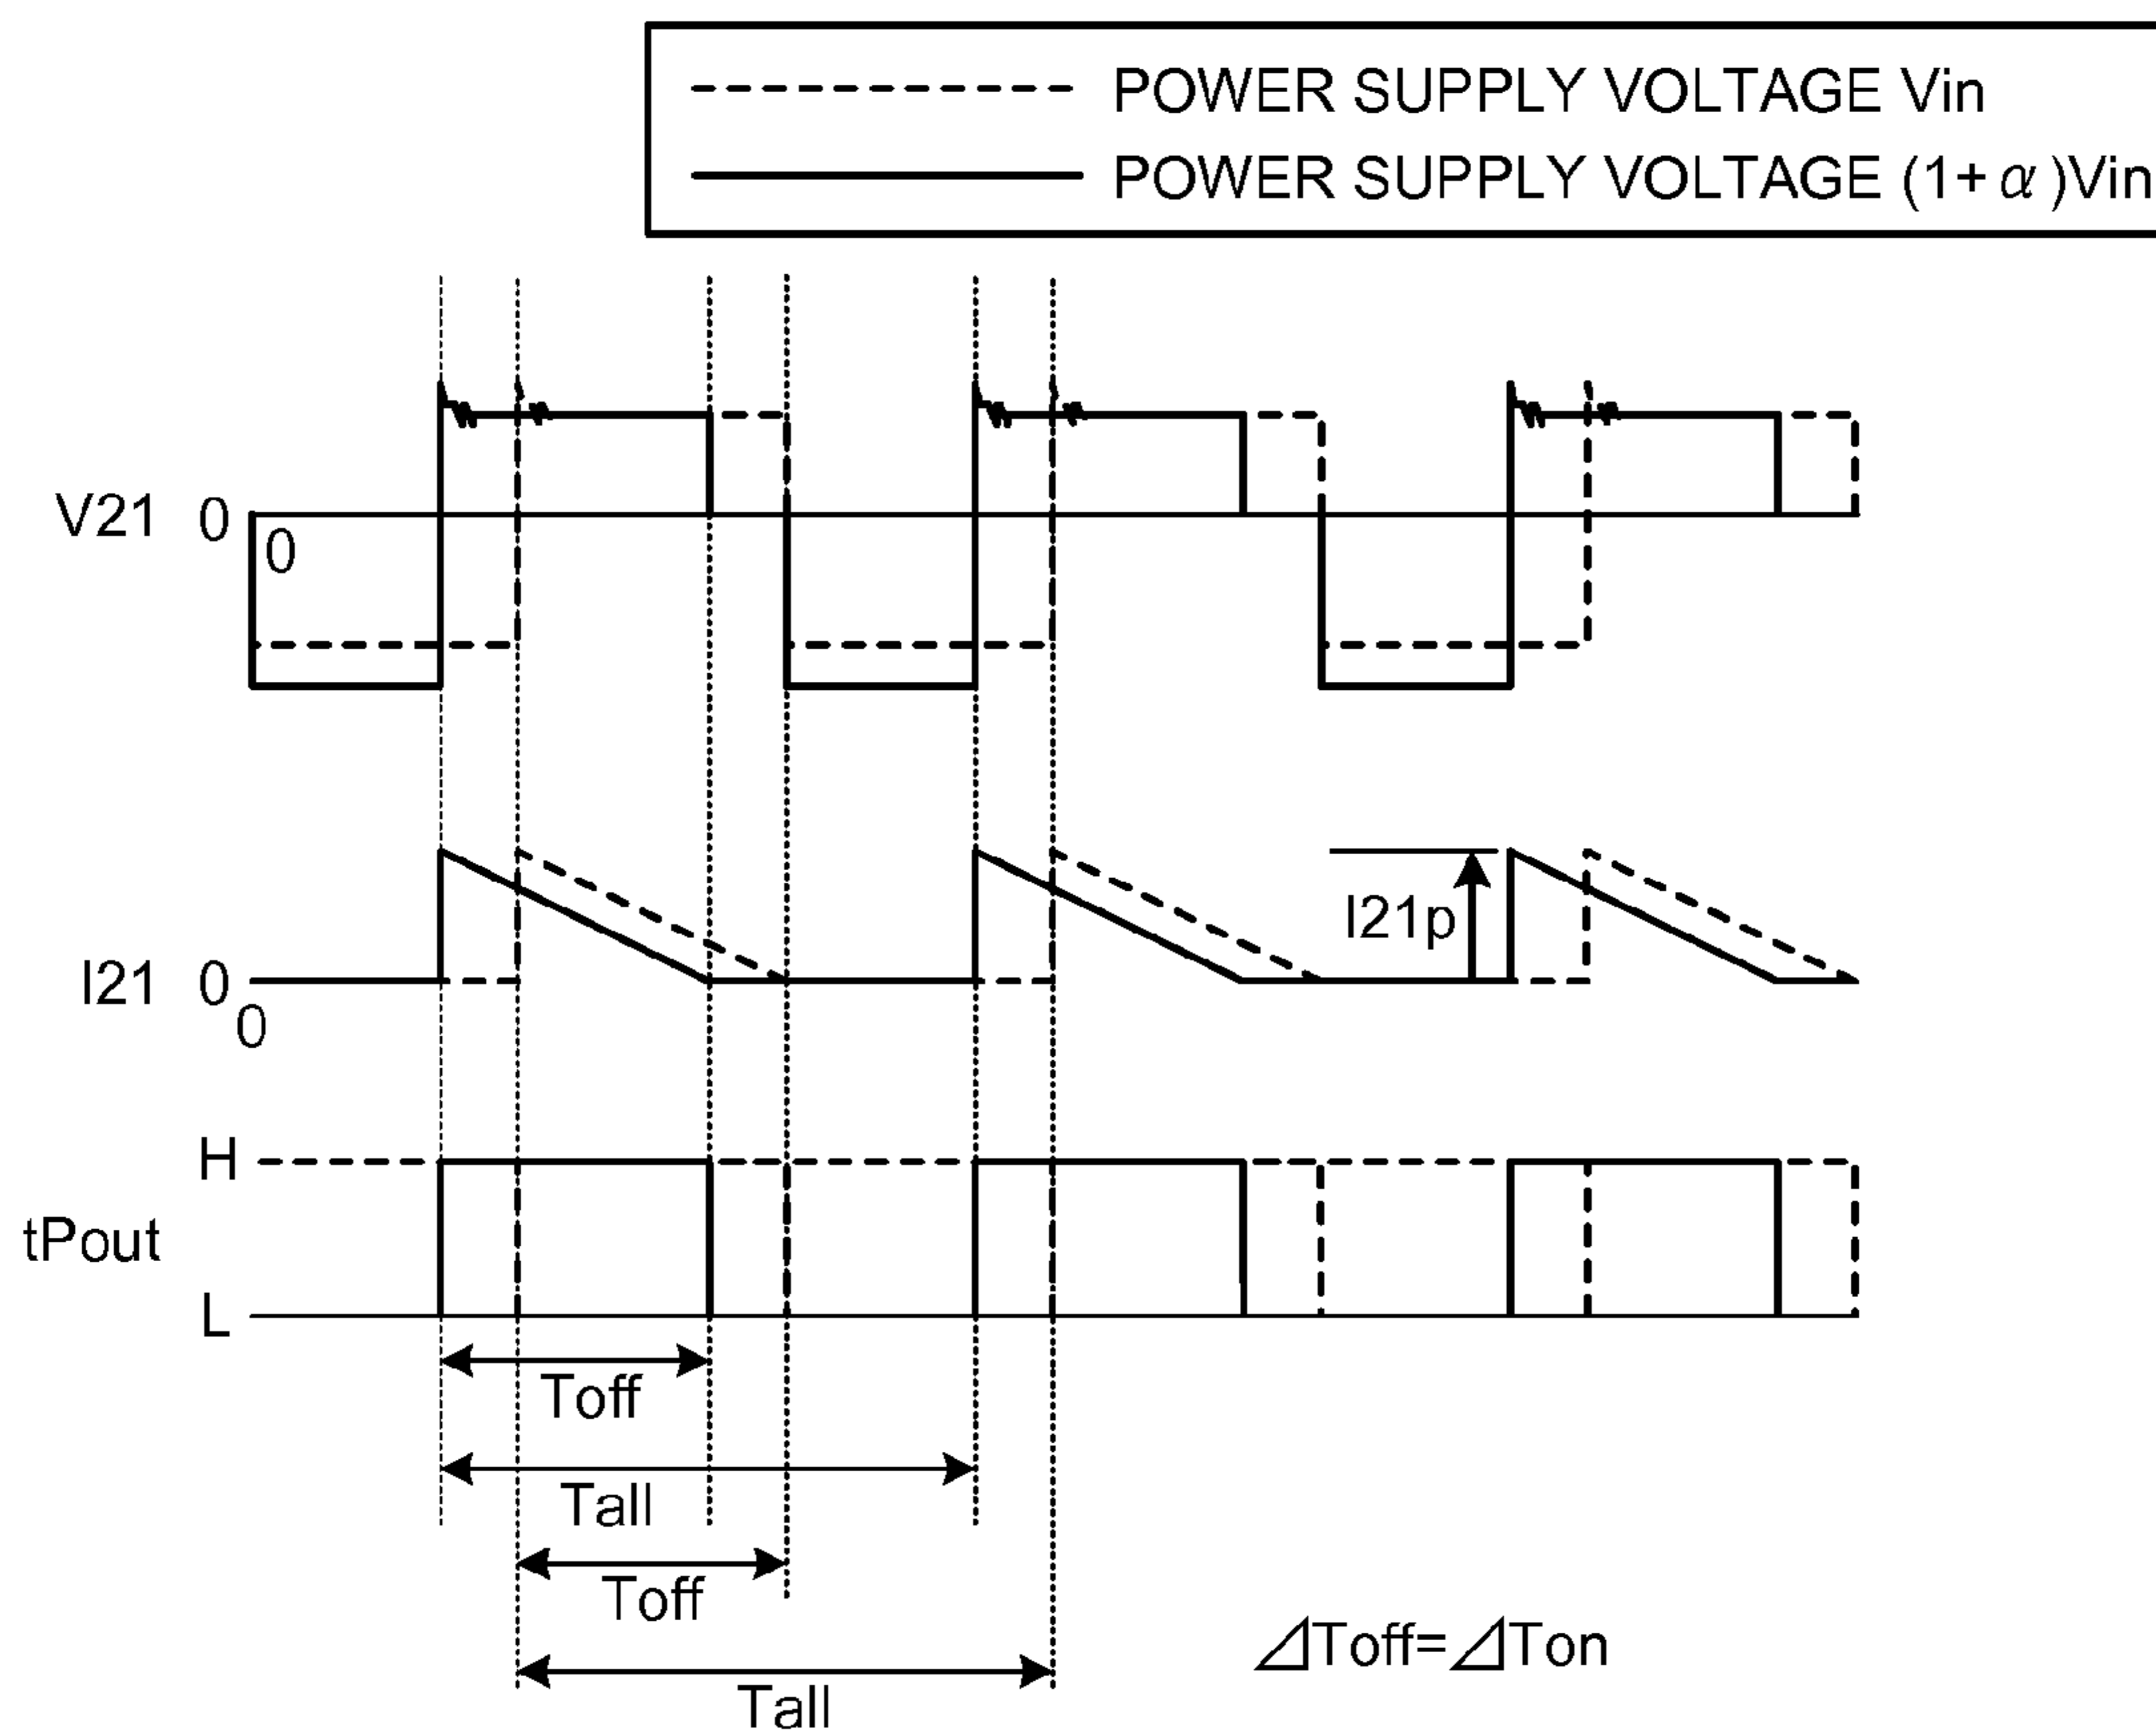 POWER SUPPLY VOLTAGE Vin
POWER SUPPLY VOLTAGE (1+α)Vin
V21 0
0
I21p
I21 0
0
H
tPout
L
Toff
Tall
Toff
⊿Toff=⊿Ton
Tall